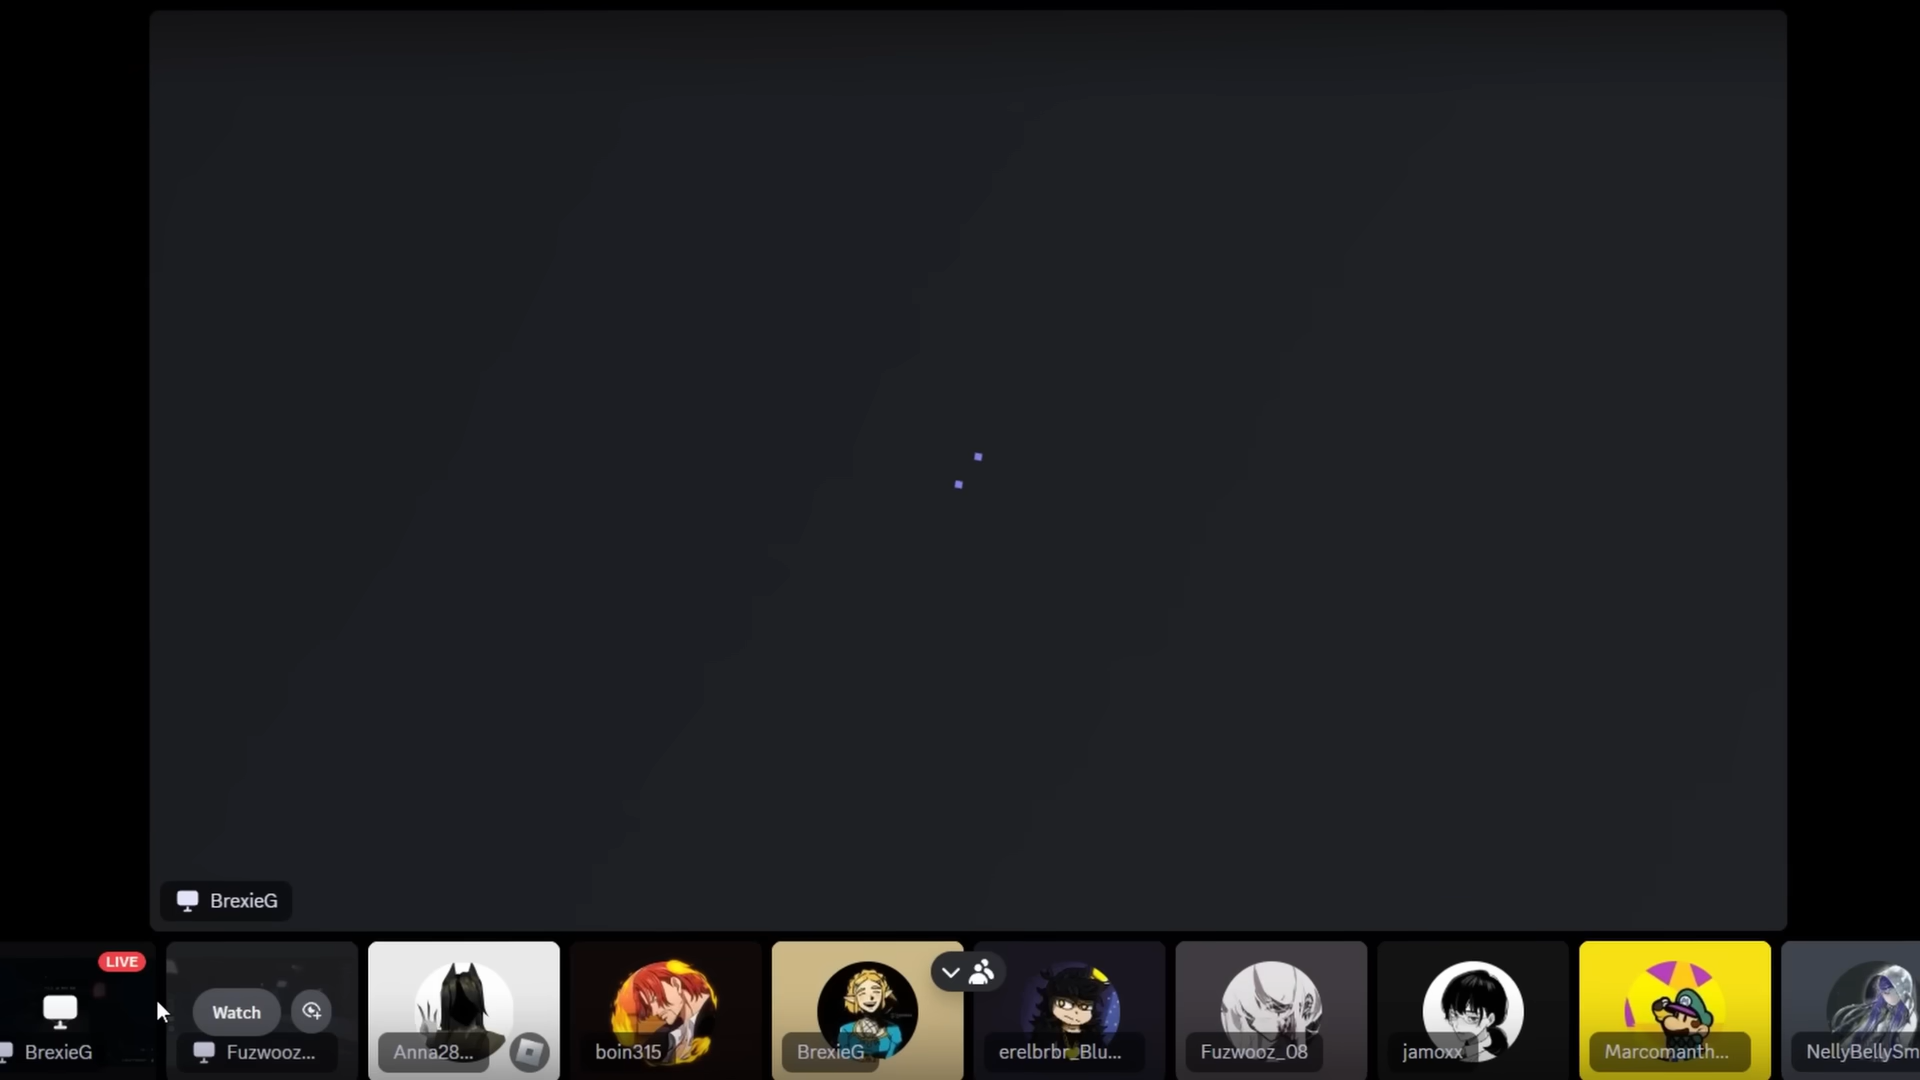 BrexieG
LIVE
BrexieG
Watch
Fuzwooz...
Anna28...
boin315
BrexieG
erelbrbr_Blu...
Fuzwooz_08
jamoxx
Marcomanth...
NellyBellySm